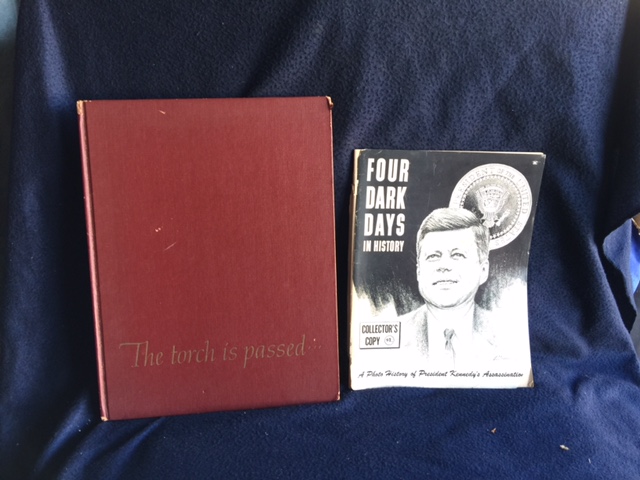 The torch is passed...
FOUR
DARK
DAYS
IN HISTORY
COLLECTOR'S
COPY
A Photo History of President Kennedy's Assassination